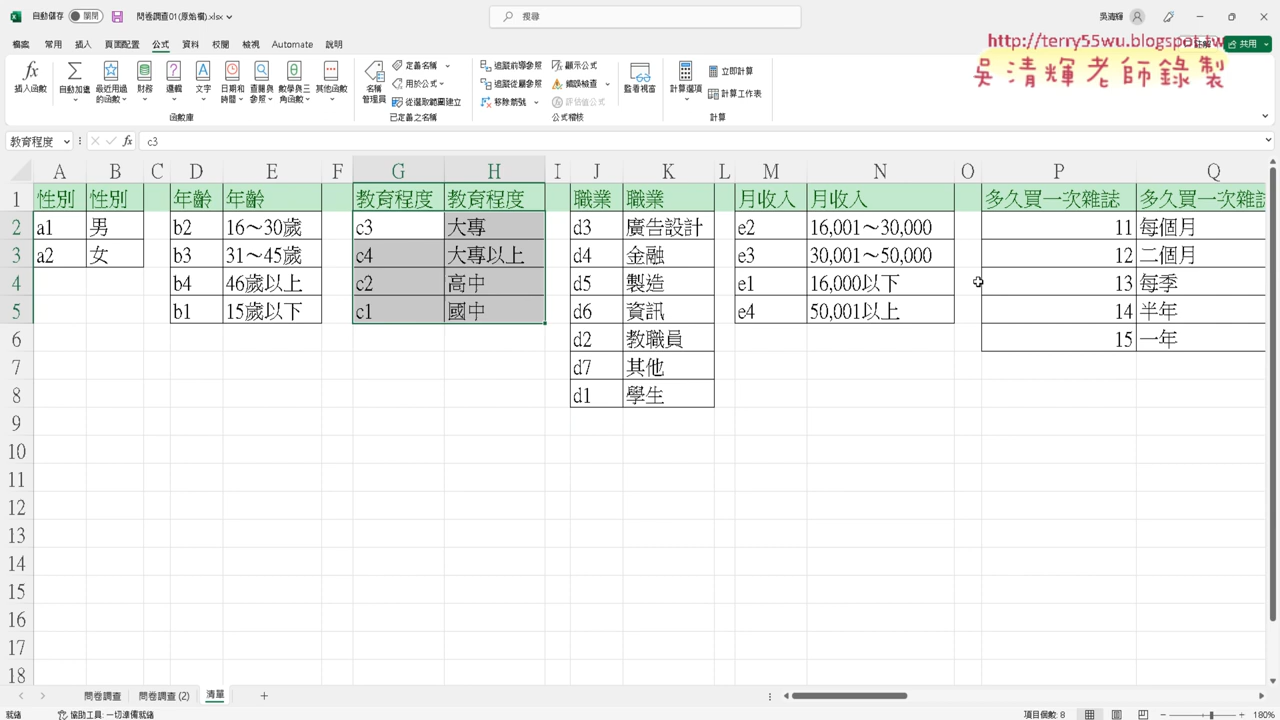 自動儲存 關閉 問卷調查01(原始檔).xlsx 搜尋 吳清輝
檔案 常用 插入 頁面配置 公式 資料 校閱 檢視 Automate 說明 共用
http://terry55wu.blogspot.tw
吳清輝老師錄製
插入函數 自動加總 最近用過的函數 財務 邏輯 文字 日期和時間 查閱與參照 數學與三角函數 其他函數
函數庫
名稱管理員 定義名稱 用於公式 從選取範圍建立
已定義之名稱
追蹤前導參照 顯示公式
追蹤從屬參照 錯誤檢查
移除箭號 評估值公式
公式稽核
監看視窗
計算選項 立即計算 計算工作表
計算
教育程度 fx c3
A B C D E F G H I J K L M N O P Q
1 性別 性別 年齡 年齡 教育程度 教育程度 職業 職業 月收入 月收入 多久買一次雜誌 多久買一次雜誌
2 a1 男 b2 16～30歲 c3 大專 d3 廣告設計 e2 16,001～30,000 11 每個月
3 a2 女 b3 31～45歲 c4 大專以上 d4 金融 e3 30,001～50,000 12 二個月
4 b4 46歲以上 c2 高中 d5 製造 e1 16,000以下 13 每季
5 b1 15歲以下 c1 國中 d6 資訊 e4 50,001以上 14 半年
6 d2 教職員 15 一年
7 d7 其他
8 d1 學生
9
10
11
12
13
14
15
16
17
18
問卷調查 問卷調查 (2) 清單
就緒 協助工具: 一切準備就緒 項目個數: 8 180%